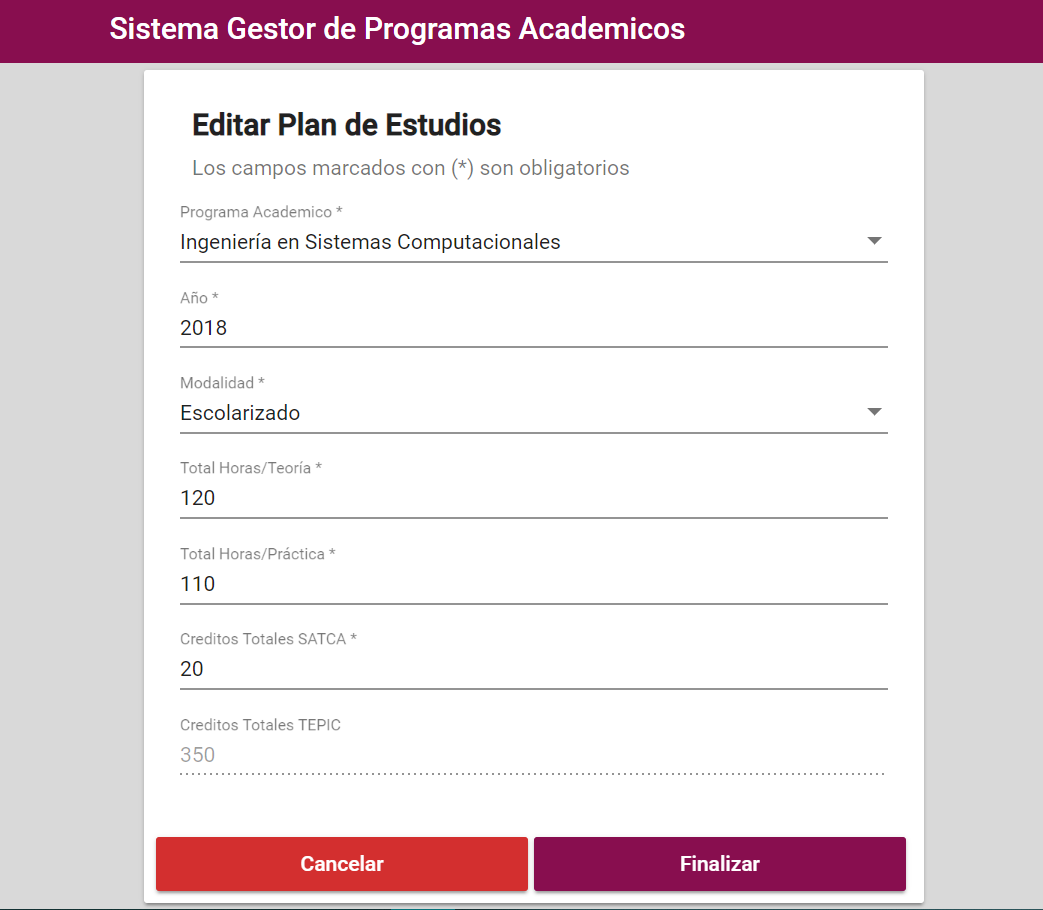 Sistema Gestor de Programas Academicos
Editar Plan de Estudios
Los campos marcados con (*) son obligatorios
Programa Academico *
Ingeniería en Sistemas Computacionales
Año *
2018
Modalidad *
Escolarizado
Total Horas/Teoría *
120
Total Horas/Práctica *
110
Creditos Totales SATCA *
20
Creditos Totales TEPIC
350
Cancelar
Finalizar